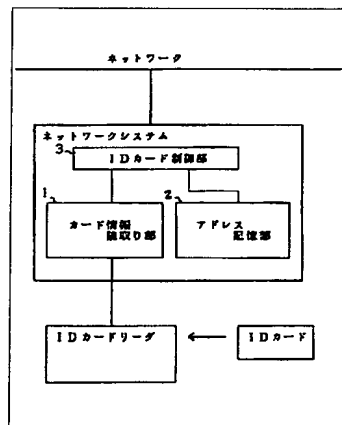 ネットワーク
ネットワークシステム
3
IDカード制御部
1
カード情報
読取り部
2
アドレス
記憶部
IDカードリーダ
IDカード